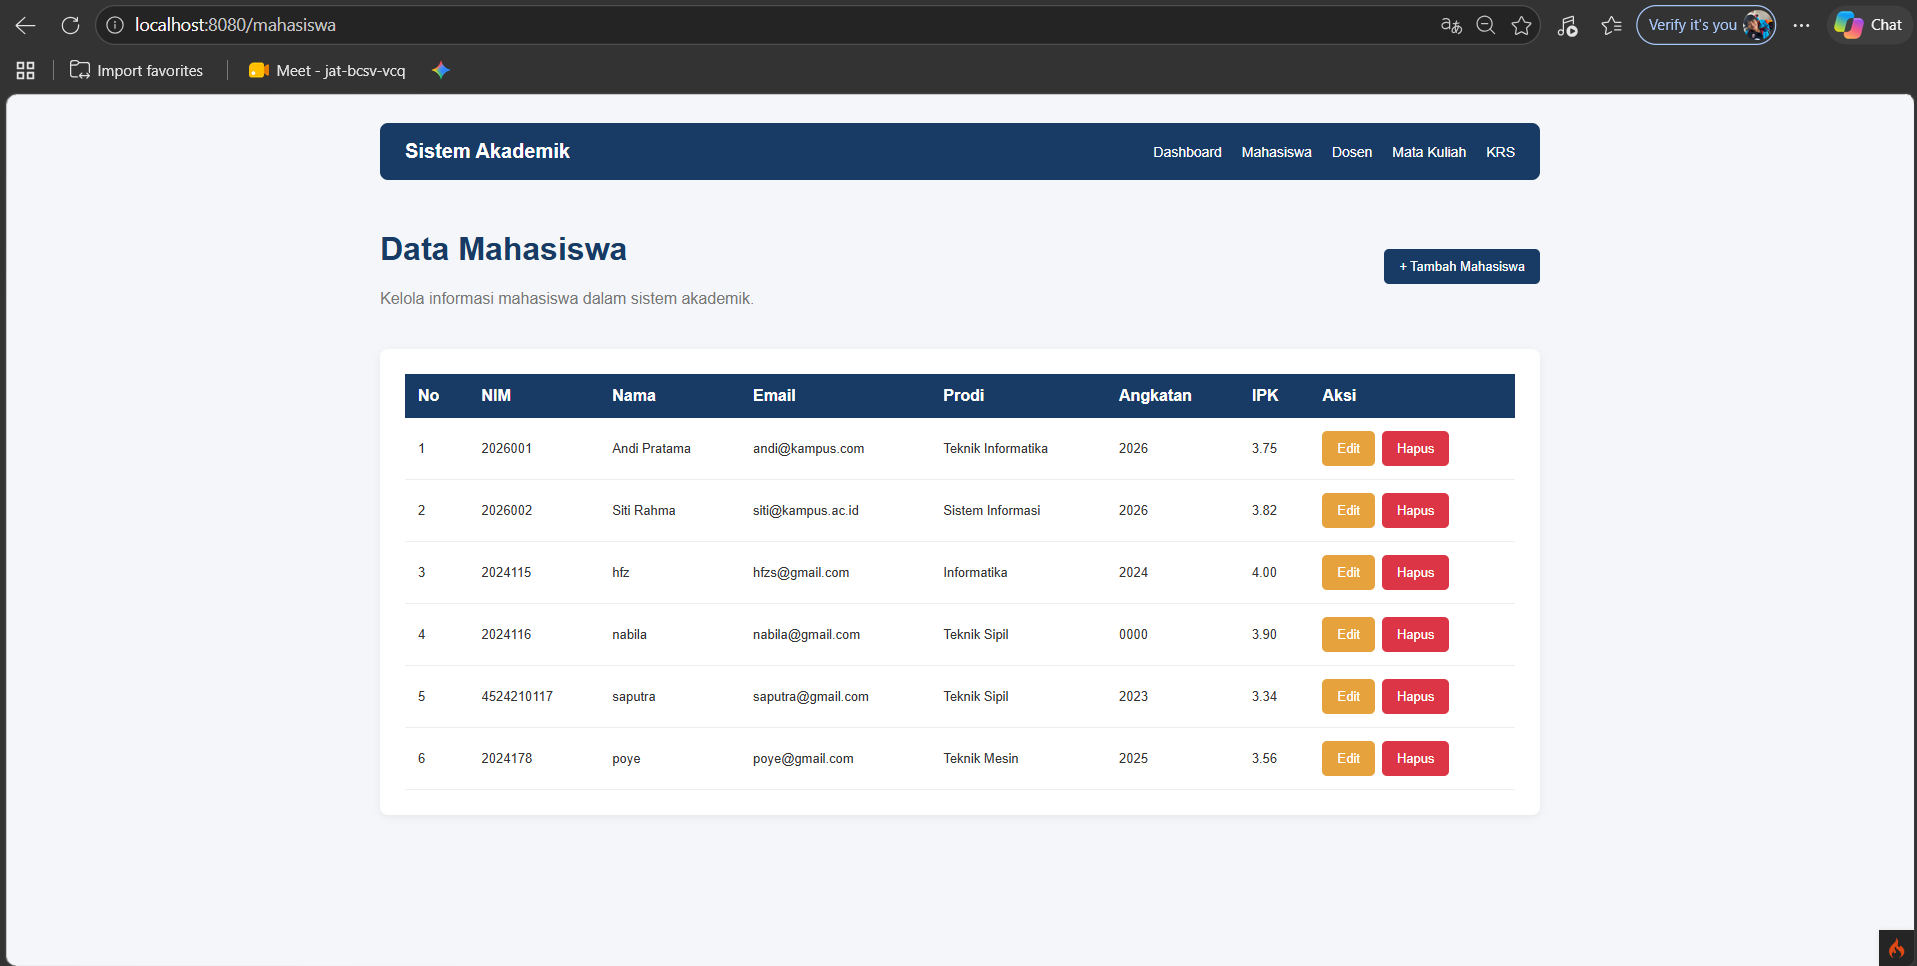 localhost:8080/mahasiswa
Verify it's you
Chat
Import favorites
Meet - jat-bcsv-vcq
Sistem Akademik
Dashboard Mahasiswa Dosen Mata Kuliah KRS
Data Mahasiswa
+ Tambah Mahasiswa
Kelola informasi mahasiswa dalam sistem akademik.
No NIM Nama Email Prodi Angkatan IPK Aksi
1 2026001 Andi Pratama andi@kampus.com Teknik Informatika 2026 3.75 Edit Hapus
2 2026002 Siti Rahma siti@kampus.ac.id Sistem Informasi 2026 3.82 Edit Hapus
3 2024115 hfz hfzs@gmail.com Informatika 2024 4.00 Edit Hapus
4 2024116 nabila nabila@gmail.com Teknik Sipil 0000 3.90 Edit Hapus
5 4524210117 saputra saputra@gmail.com Teknik Sipil 2023 3.34 Edit Hapus
6 2024178 poye poye@gmail.com Teknik Mesin 2025 3.56 Edit Hapus